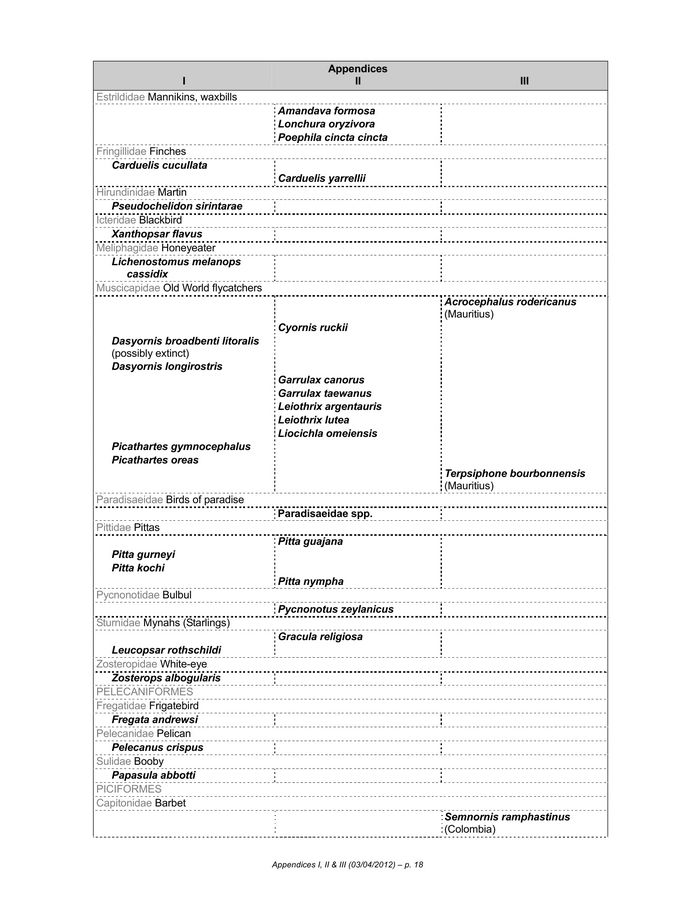 Appendices
I II III
Estrildidae Mannikins, waxbills
Amandava formosa
Lonchura oryzivora
Poephila cincta cincta
Fringillidae Finches
Carduelis cucullata
Carduelis yarrellii
Hirundinidae Martin
Pseudochelidon sirintarae
Icteridae Blackbird
Xanthopsar flavus
Meliphagidae Honeyeater
Lichenostomus melanops
cassidix
Muscicapidae Old World flycatchers
Acrocephalus rodericanus
(Mauritius)
Cyornis ruckii
Dasyornis broadbenti litoralis
(possibly extinct)
Dasyornis longirostris
Garrulax canorus
Garrulax taewanus
Leiothrix argentauris
Leiothrix lutea
Liocichla omeiensis
Picathartes gymnocephalus
Picathartes oreas
Terpsiphone bourbonnensis
(Mauritius)
Paradisaeidae Birds of paradise
Paradisaeidae spp.
Pittidae Pittas
Pitta guajana
Pitta gurneyi
Pitta kochi
Pitta nympha
Pycnonotidae Bulbul
Pycnonotus zeylanicus
Sturnidae Mynahs (Starlings)
Gracula religiosa
Leucopsar rothschildi
Zosteropidae White-eye
Zosterops albogularis
PELECANIFORMES
Fregatidae Frigatebird
Fregata andrewsi
Pelecanidae Pelican
Pelecanus crispus
Sulidae Booby
Papasula abbotti
PICIFORMES
Capitonidae Barbet
Semnornis ramphastinus
(Colombia)
Appendices I, II & III (03/04/2012) – p. 18